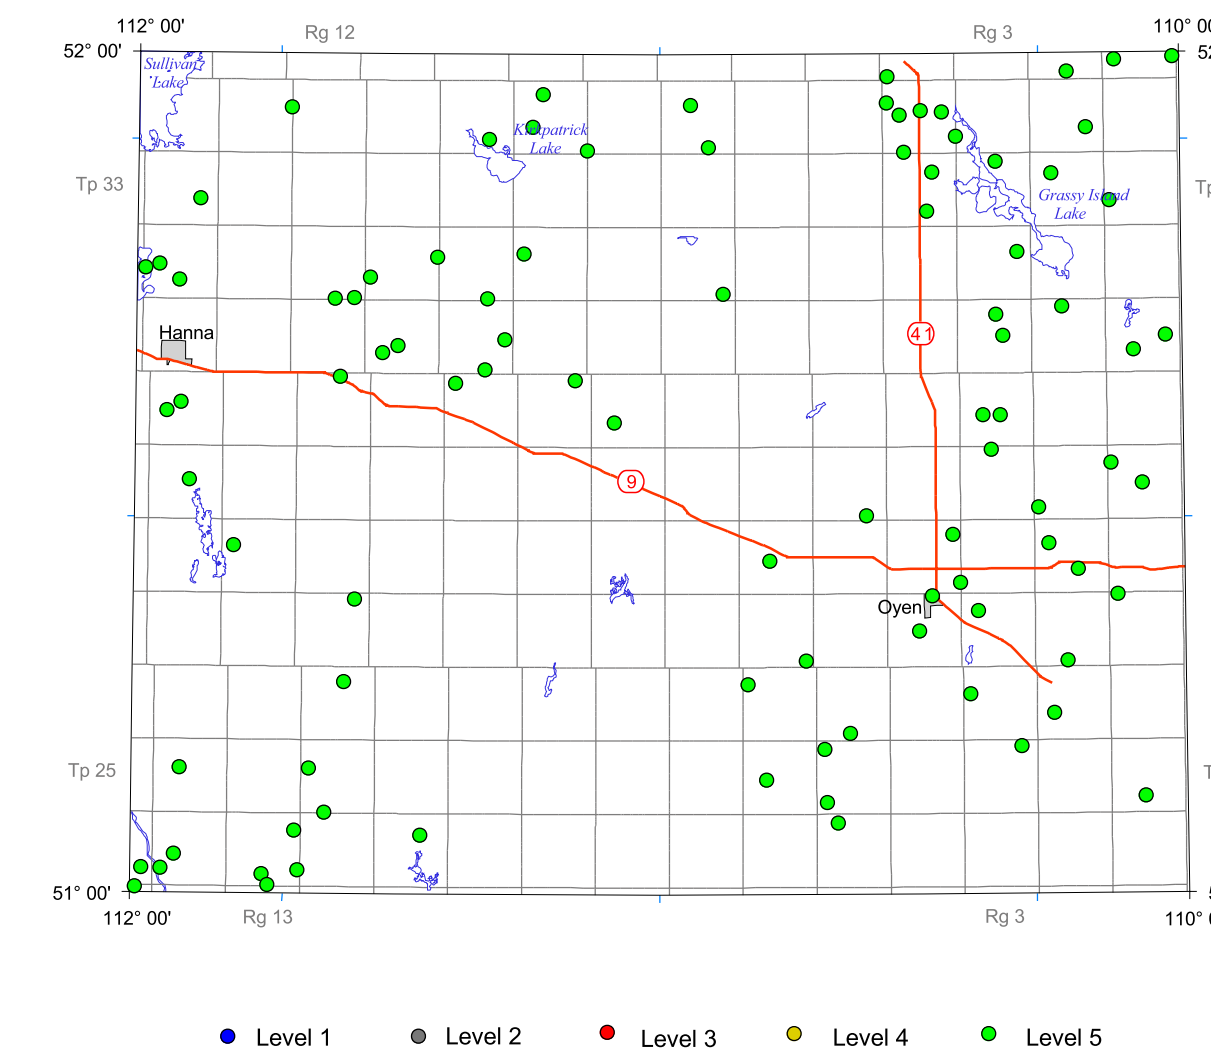 112° 00'
Rg 12
Rg 3
110° 00
52° 00'
52
Sullivan
Lake
Kirkpatrick
Lake
Tp 33
Tp
Grassy Island
Lake
Hanna
41
9
Oyen
Tp 25
T
51° 00'
112° 00'
Rg 13
Rg 3
110° 0
Level 1
Level 2
Level 3
Level 4
Level 5